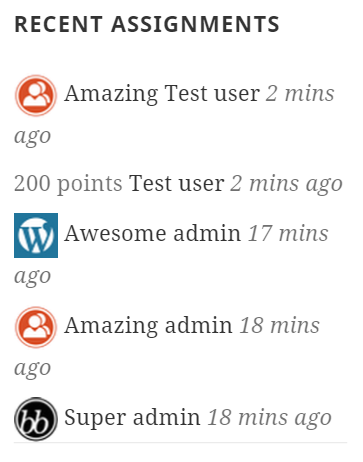 RECENT ASSIGNMENTS
Amazing Test user 2 mins
ago
200 points Test user 2 mins ago
Awesome admin 17 mins
ago
Amazing admin 18 mins
ago
bb Super admin 18 mins ago